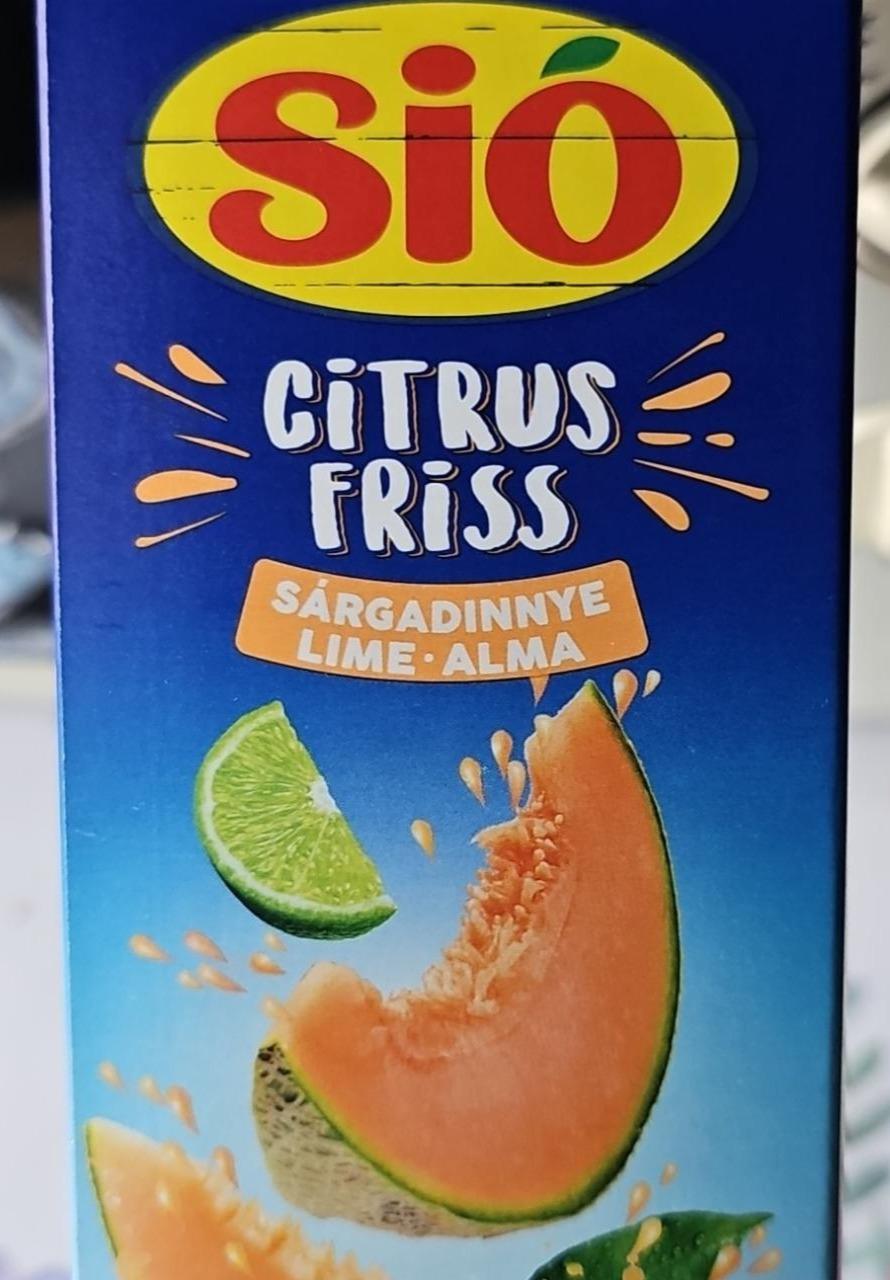 Sió
CiTRUS
FRiSS
SÁRGADINNYE
LIME · ALMA